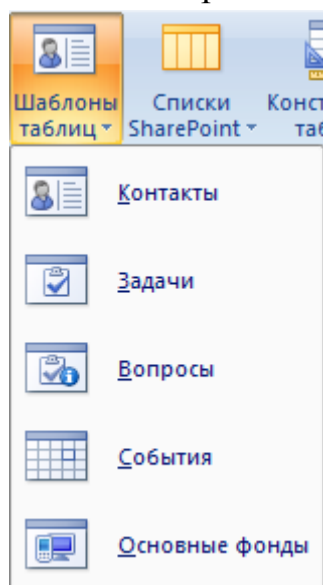 Шаблоны таблиц
Списки SharePoint
Контакты
Задачи
Вопросы
События
Основные фонды